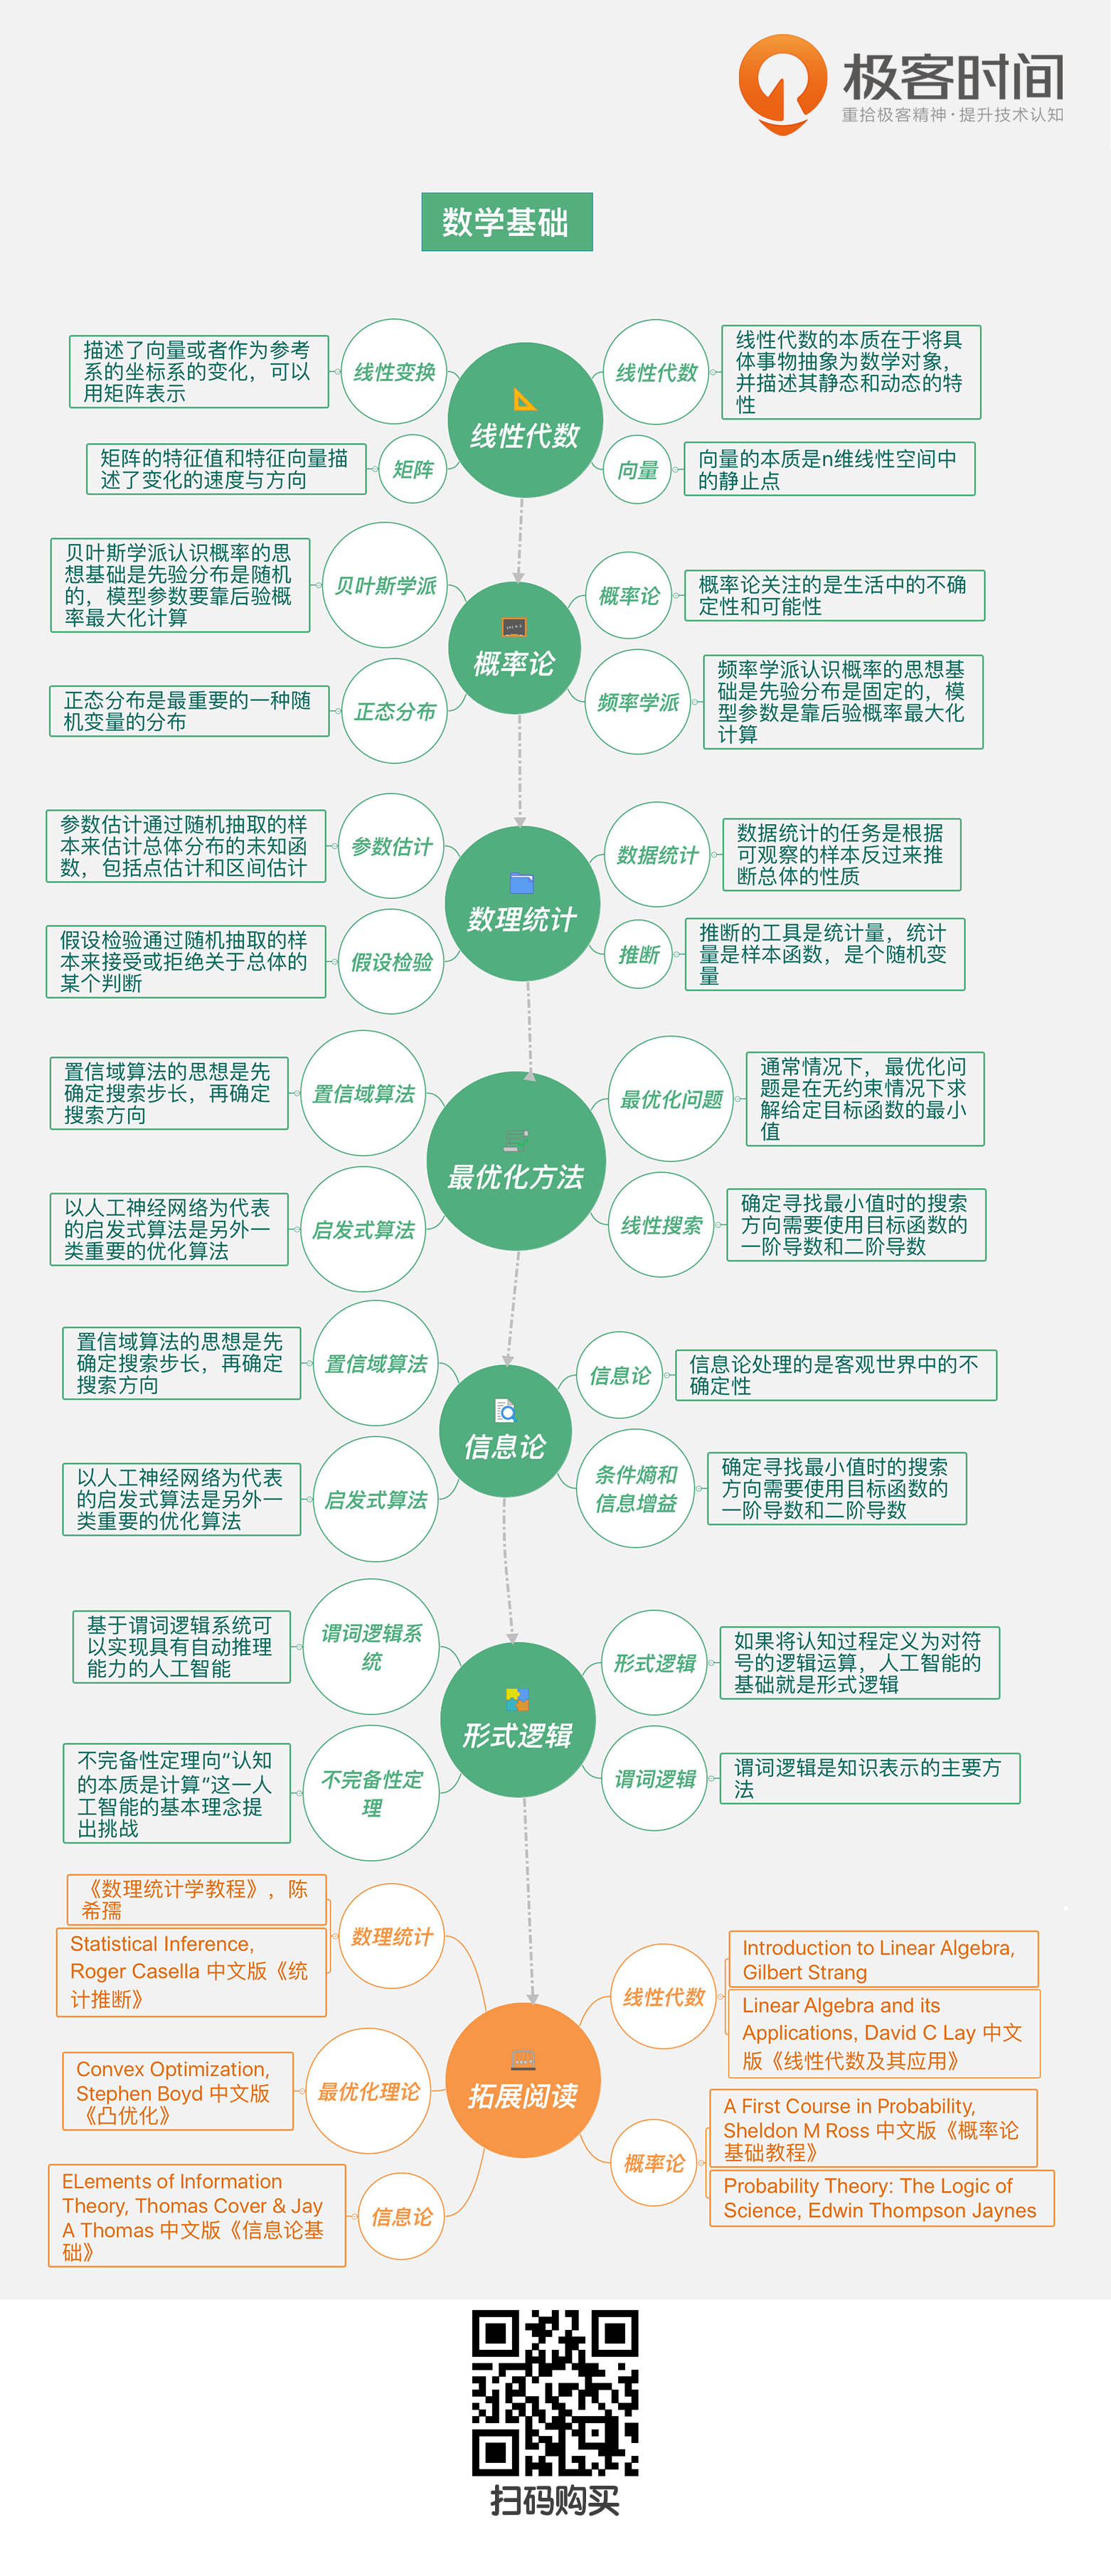 极客时间
重拾极客精神·提升技术认知
数学基础
线性代数
线性变换
描述了向量或者作为参考
系的坐标系的变化，可以
用矩阵表示
矩阵
矩阵的特征值和特征向量描
述了变化的速度与方向
线性代数
线性代数的本质在于将具
体事物抽象为数学对象，
并描述其静态和动态的特
性
向量
向量的本质是n维线性空间中
的静止点
概率论
贝叶斯学派
贝叶斯学派认识概率的思
想基础是先验分布是随机
的，模型参数要靠后验概
率最大化计算
正态分布
正态分布是最重要的一种随
机变量的分布
概率论
概率论关注的是生活中的不确
定性和可能性
频率学派
频率学派认识概率的思想基
础是先验分布是固定的，模
型参数是靠后验概率最大化
计算
数理统计
参数估计
参数估计通过随机抽取的样
本来估计总体分布的未知函
数，包括点估计和区间估计
假设检验
假设检验通过随机抽取的样
本来接受或拒绝关于总体的
某个判断
数据统计
数据统计的任务是根据
可观察的样本反过来推
断总体的性质
推断
推断的工具是统计量，统计
量是样本函数，是个随机变
量
最优化方法
置信域算法
置信域算法的思想是先
确定搜索步长，再确定
搜索方向
启发式算法
以人工神经网络为代表
的启发式算法是另外一
类重要的优化算法
最优化问题
通常情况下，最优化问
题是在无约束情况下求
解给定目标函数的最小
值
线性搜索
确定寻找最小值时的搜索
方向需要使用目标函数的
一阶导数和二阶导数
信息论
置信域算法
置信域算法的思想是先
确定搜索步长，再确定
搜索方向
启发式算法
以人工神经网络为代表
的启发式算法是另外一
类重要的优化算法
信息论
信息论处理的是客观世界中的不
确定性
条件熵和
信息增益
确定寻找最小值时的搜索
方向需要使用目标函数的
一阶导数和二阶导数
形式逻辑
谓词逻辑系
统
基于谓词逻辑系统可
以实现具有自动推理
能力的人工智能
不完备性定
理
不完备性定理向“认知
的本质是计算”这一人
工智能的基本理念提
出挑战
形式逻辑
如果将认知过程定义为对符
号的逻辑运算，人工智能的
基础就是形式逻辑
谓词逻辑
谓词逻辑是知识表示的主要方
法
拓展阅读
数理统计
《数理统计学教程》，陈
希孺
Statistical Inference,
Roger Casella 中文版《统
计推断》
最优化理论
Convex Optimization,
Stephen Boyd 中文版
《凸优化》
信息论
ELements of Information
Theory, Thomas Cover & Jay
A Thomas 中文版《信息论基
础》
线性代数
Introduction to Linear Algebra,
Gilbert Strang
Linear Algebra and its
Applications, David C Lay 中文
版《线性代数及其应用》
概率论
A First Course in Probability,
Sheldon M Ross 中文版《概率论
基础教程》
Probability Theory: The Logic of
Science, Edwin Thompson Jaynes
扫码购买